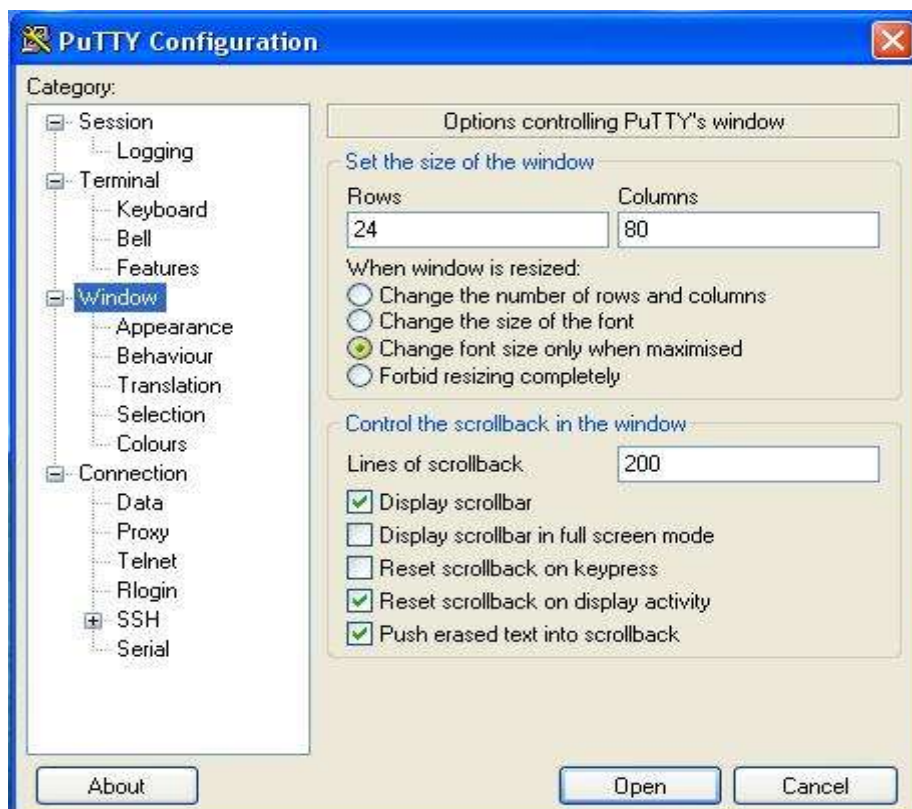 PuTTY Configuration
Category:
Session
Logging
Terminal
Keyboard
Bell
Features
Window
Appearance
Behaviour
Translation
Selection
Colours
Connection
Data
Proxy
Telnet
Rlogin
SSH
Serial
Options controlling PuTTY"s window
Set the size of the window
Rows Columns
24 80
When window is resized:
Change the number of rows and columns
Change the size of the font
Change font size only when maximised
Forbid resizing completely
Control the scrollback in the window
Lines of scrollback 200
Display scrollbar
Display scrollbar in full screen mode
Reset scrollback on keypress
Reset scrollback on display activity
Push erased text into scrollback
About Open Cancel